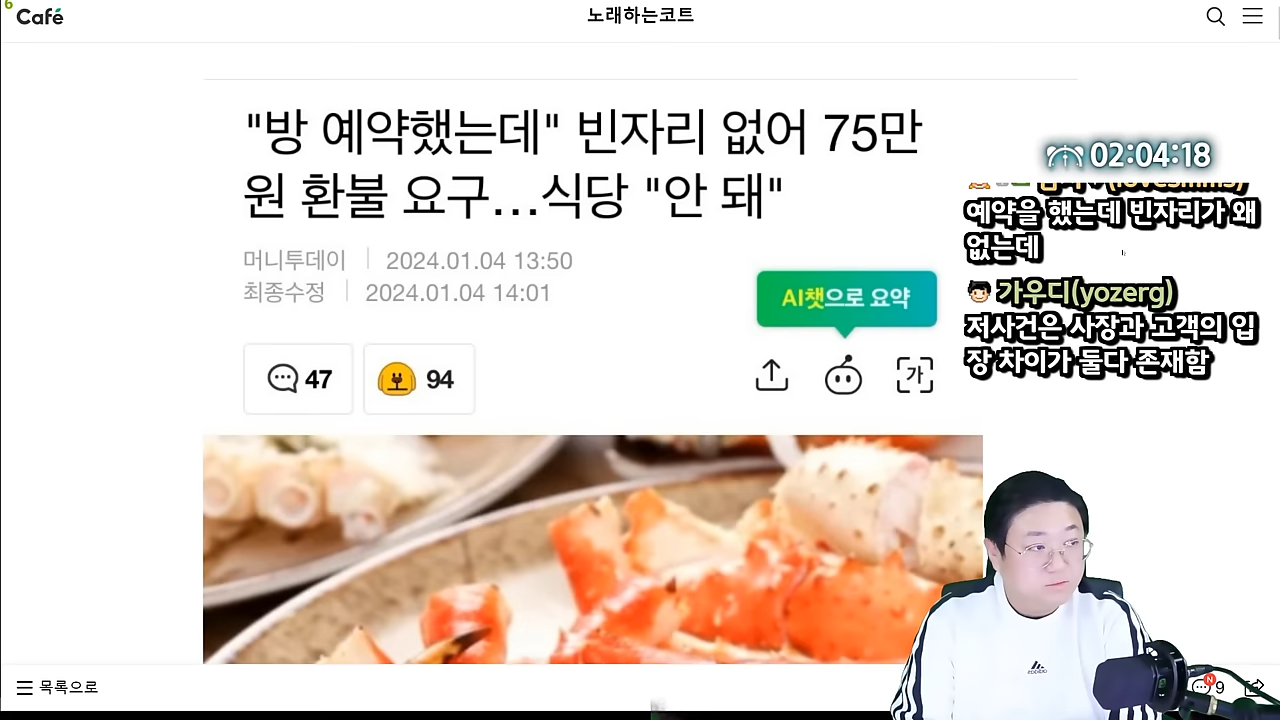 6
Café
노래하는코트
"방 예약했는데" 빈자리 없어 75만
원 환불 요구…식당 "안 돼"
머니투데이 2024.01.04 13:50
최종수정 2024.01.04 14:01
AI챗으로 요약
47
94
가
02:04:18
예약을 했는데 빈자리가 왜
없는데
가우디(yozerg)
저사건은 사장과 고객의 입
장 차이가 둘다 존재함
목록으로
N
9